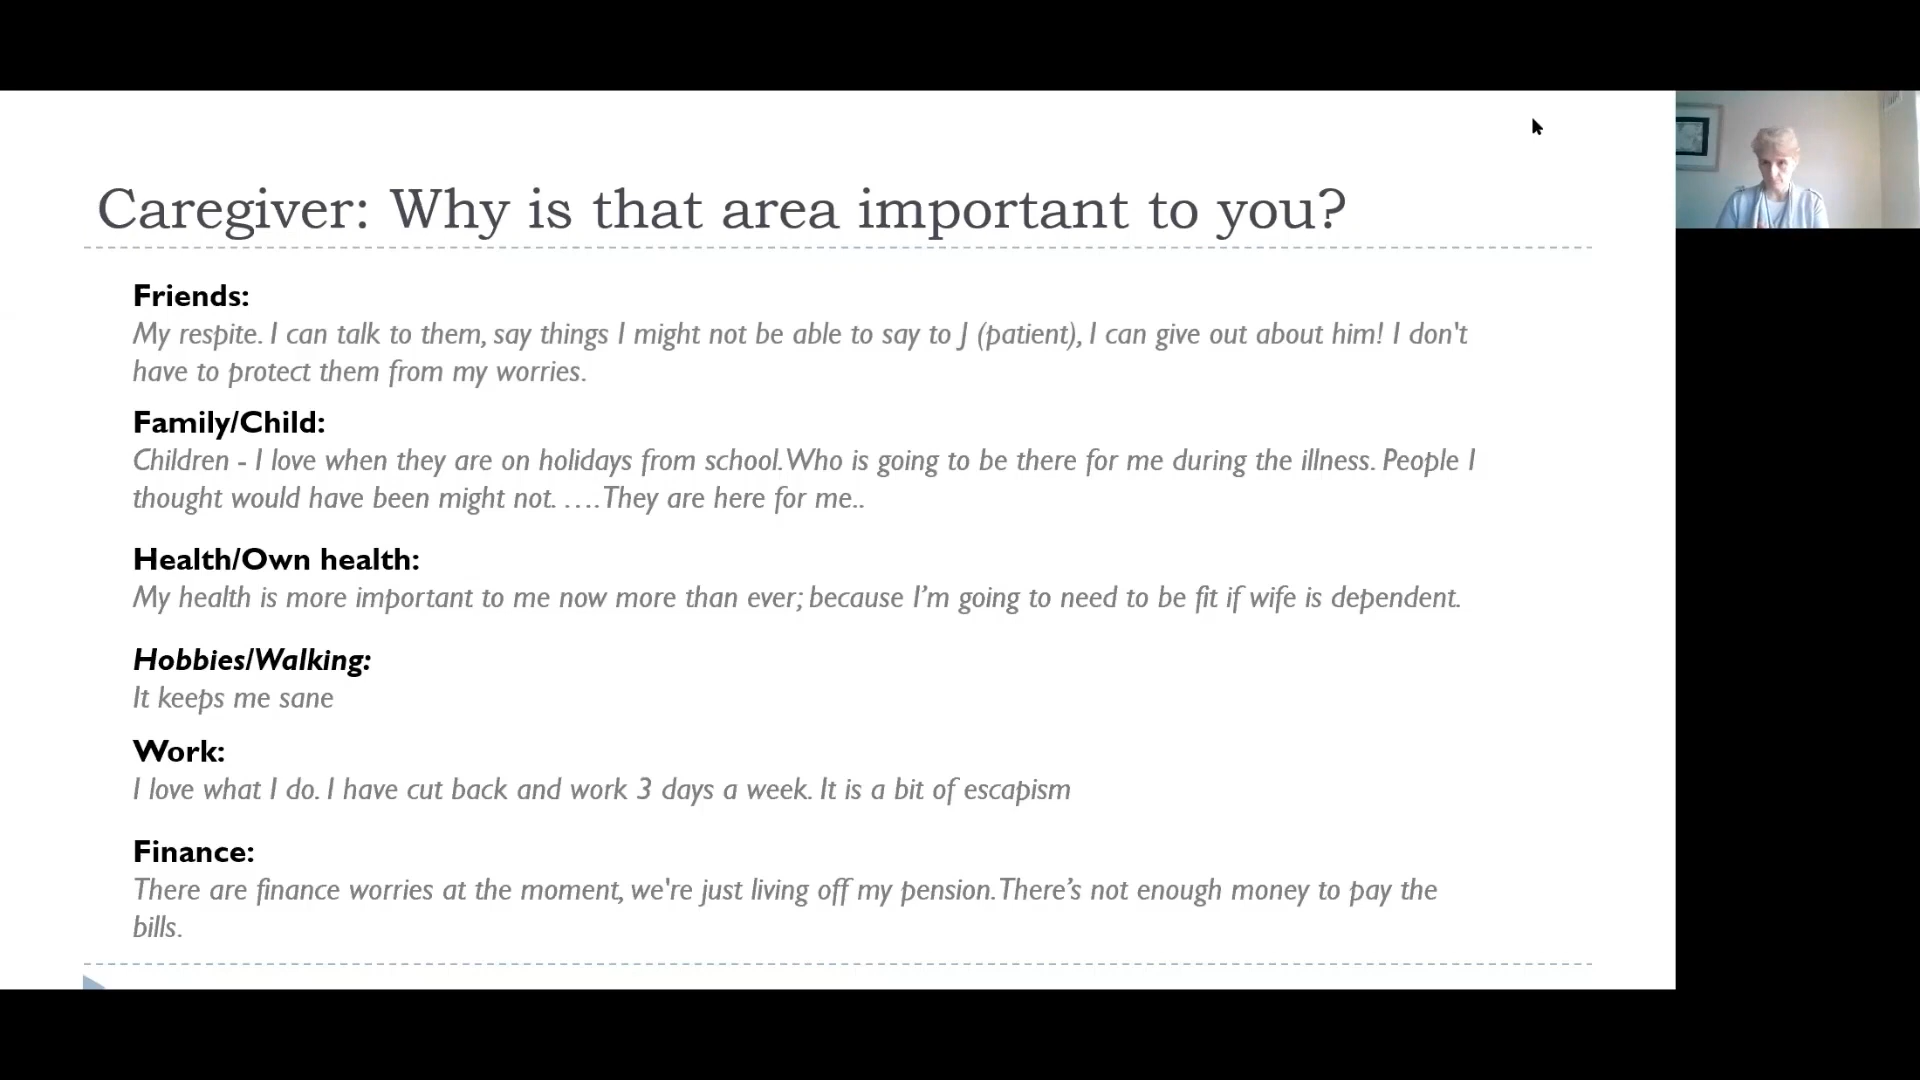 Caregiver: Why is that area important to you?
Friends:
My respite. I can talk to them, say things I might not be able to say to J (patient), I can give out about him! I don't
have to protect them from my worries.
Family/Child:
Children - I love when they are on holidays from school. Who is going to be there for me during the illness. People I
thought would have been might not. ....They are here for me..
Health/Own health:
My health is more important to me now more than ever; because I’m going to need to be fit if wife is dependent.
Hobbies/Walking:
It keeps me sane
Work:
I love what I do. I have cut back and work 3 days a week. It is a bit of escapism
Finance:
There are finance worries at the moment, we're just living off my pension. There’s not enough money to pay the
bills.